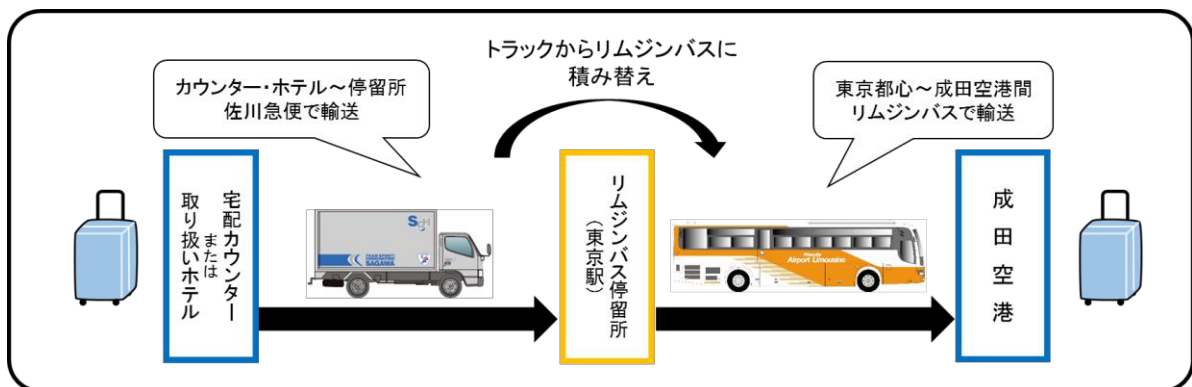 トラックからリムジンバスに
積み替え
カウンター・ホテル～停留所
佐川急便で輸送
東京都心～成田空港間
リムジンバスで輸送
宅配カウンター
または
取り扱いホテル
SAGAWA
リムジンバス停留所
（東京駅）
Friendly
Airport Limousine
成田空港